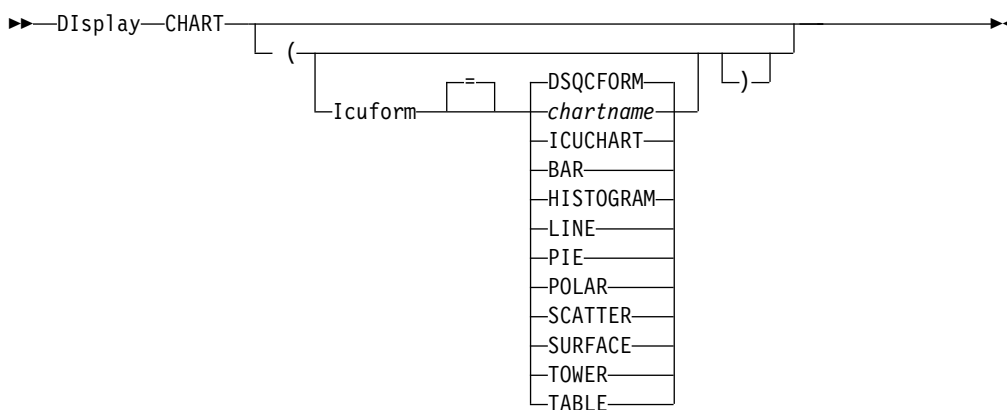 DIsplay CHART
(
)
= DSQCFORM
Icuform chartname
ICUCHART
BAR
HISTOGRAM
LINE
PIE
POLAR
SCATTER
SURFACE
TOWER
TABLE